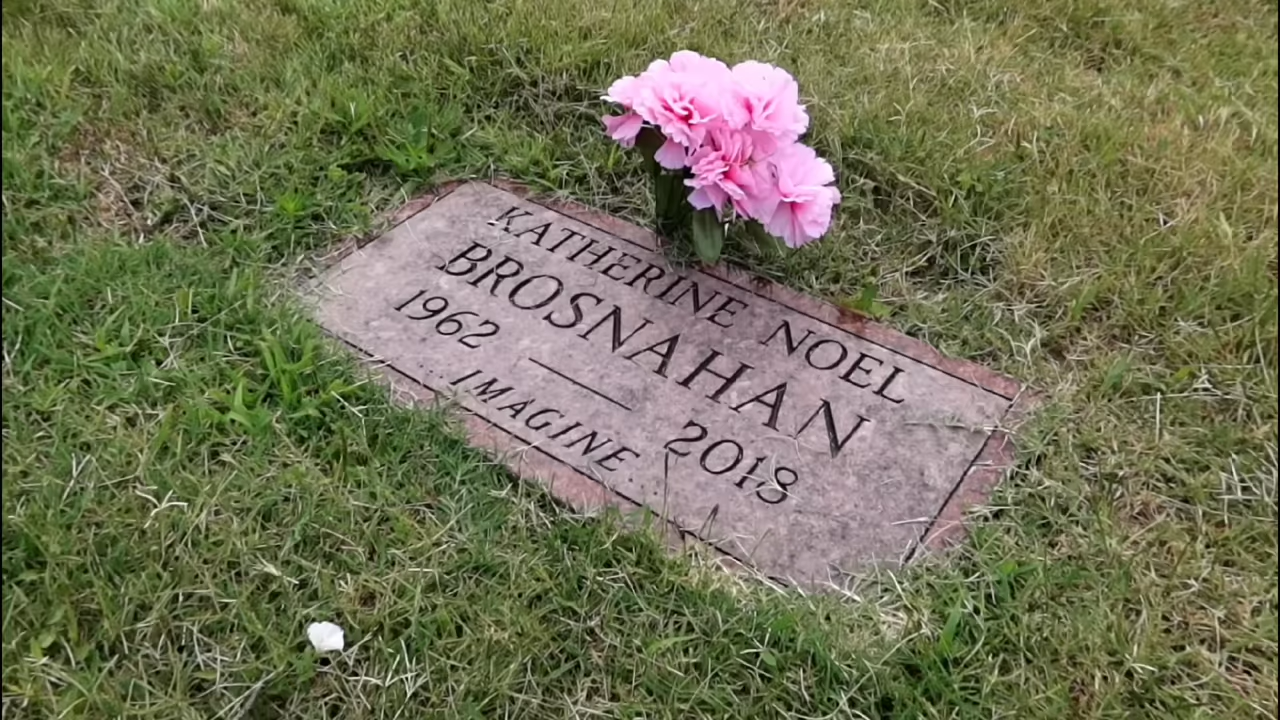 KATHERINE NOEL
BROSNAHAN
1962 — 2018
IMAGINE